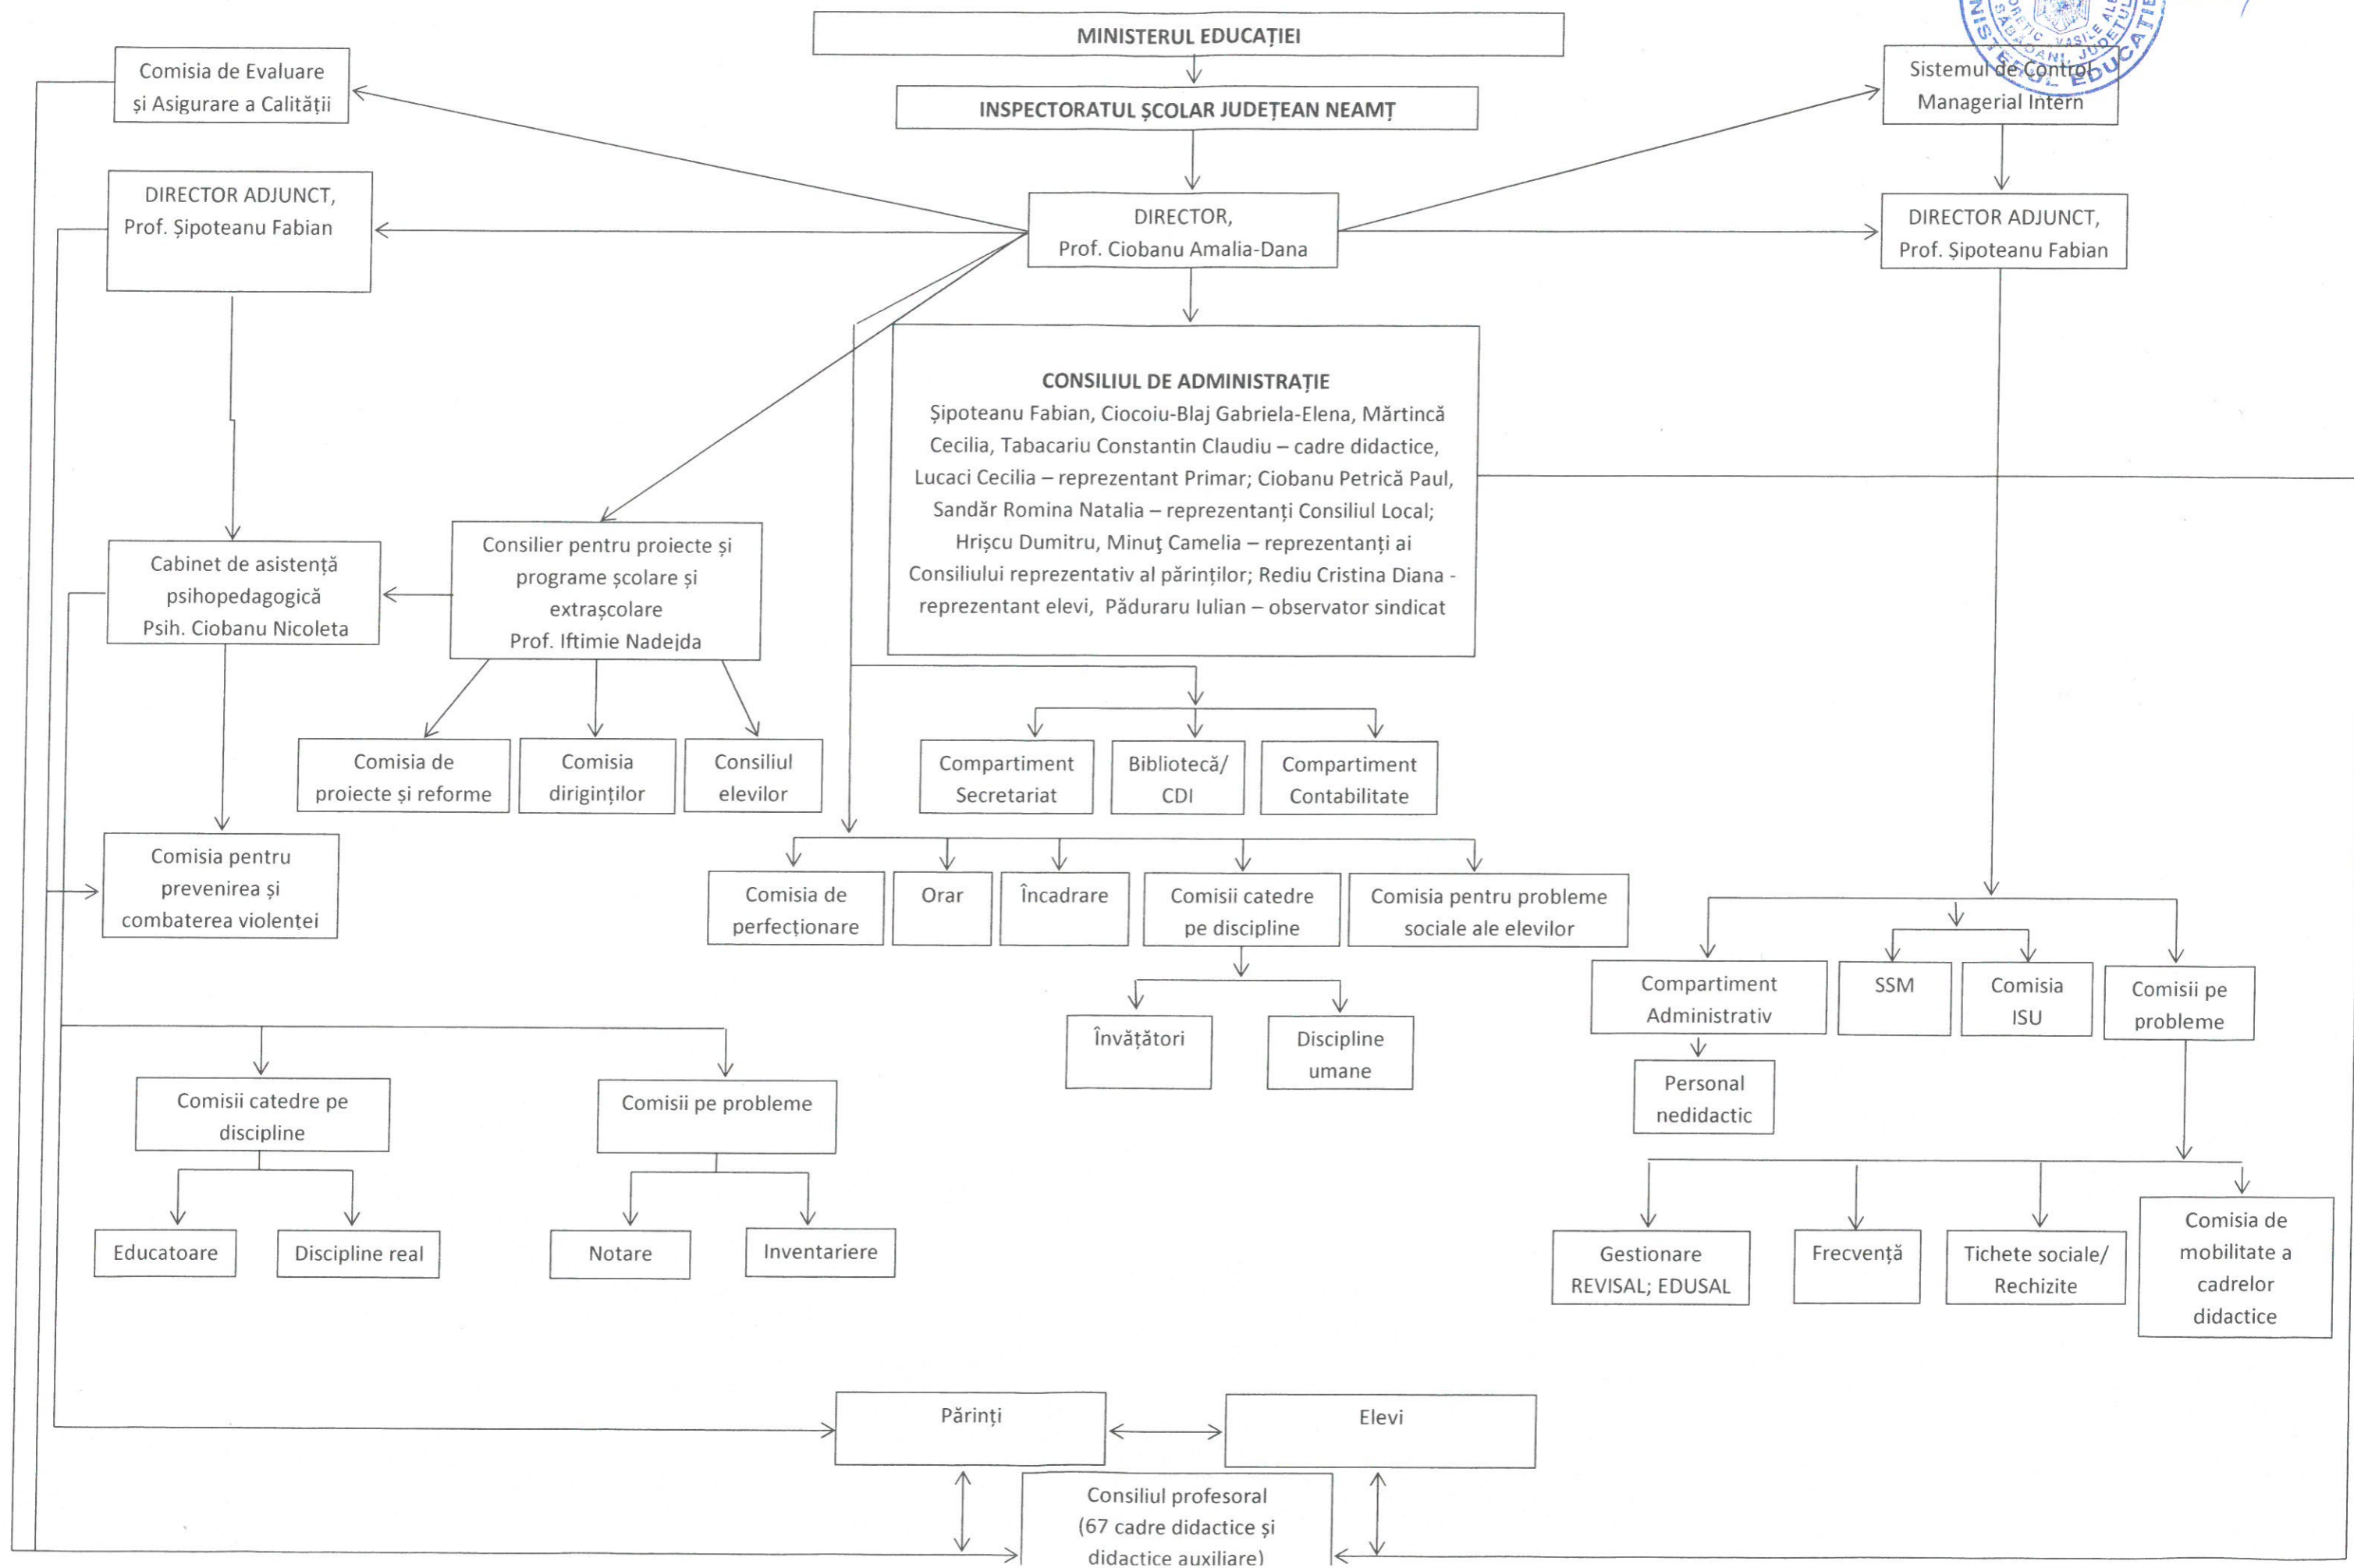 MINISTERUL EDUCAȚIEI
INSPECTORATUL ȘCOLAR JUDEȚEAN NEAMȚ
Comisia de Evaluare
și Asigurare a Calității
Sistemul de Control
Managerial Intern
VASILE
JUDEȚUL
DIRECTOR ADJUNCT,
Prof. Șipoteanu Fabian
DIRECTOR,
Prof. Ciobanu Amalia-Dana
DIRECTOR ADJUNCT,
Prof. Șipoteanu Fabian
CONSILIUL DE ADMINISTRAȚIE
Șipoteanu Fabian, Ciocoiu-Blaj Gabriela-Elena, Mărtincă
Cecilia, Tabacariu Constantin Claudiu – cadre didactice,
Lucaci Cecilia – reprezentant Primar; Ciobanu Petrică Paul,
Sandăr Romina Natalia – reprezentanți Consiliul Local;
Hrișcu Dumitru, Minuţ Camelia – reprezentanți ai
Consiliului reprezentativ al părinților; Rediu Cristina Diana -
reprezentant elevi, Păduraru Iulian – observator sindicat
Cabinet de asistență
psihopedagogică
Psih. Ciobanu Nicoleta
Consilier pentru proiecte și
programe școlare și
extrașcolare
Prof. Iftimie Nadejda
Comisia de
proiecte și reforme
Comisia
diriginților
Consiliul
elevilor
Compartiment
Secretariat
Bibliotecă/
CDI
Compartiment
Contabilitate
Comisia pentru
prevenirea și
combaterea violenței
Comisia de
perfecționare
Orar
Încadrare
Comisii catedre
pe discipline
Comisia pentru probleme
sociale ale elevilor
Învățători
Discipline
umane
Compartiment
Administrativ
SSM
Comisia
ISU
Comisii pe
probleme
Personal
nedidactic
Comisii catedre pe
discipline
Comisii pe probleme
Educatoare
Discipline real
Notare
Inventariere
Gestionare
REVISAL; EDUSAL
Frecvență
Tichete sociale/
Rechizite
Comisia de
mobilitate a
cadrelor
didactice
Părinți
Elevi
Consiliul profesoral
(67 cadre didactice și
didactice auxiliare)